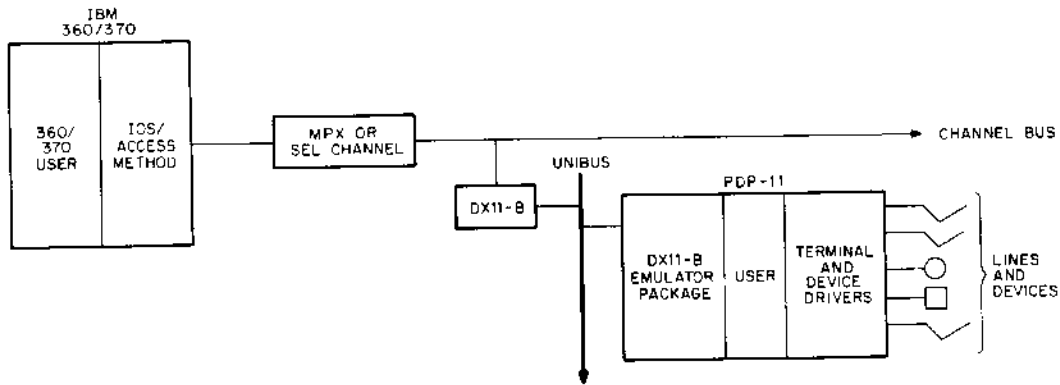 IBM
360/370
360/
370
USER
IOS/
ACCESS
METHOD
MPX OR
SEL CHANNEL
CHANNEL BUS
UNIBUS
DX11-B
PDP-11
DX11-B
EMULATOR
PACKAGE
USER
TERMINAL
AND
DEVICE
DRIVERS
LINES
AND
DEVICES